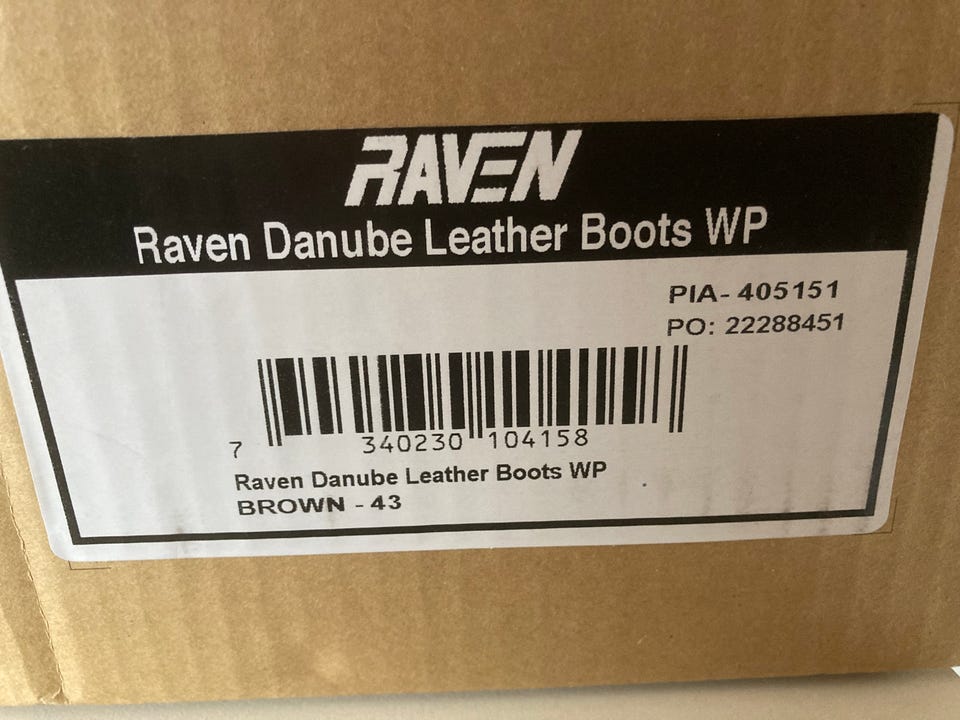 RAVEN
Raven Danube Leather Boots WP
PIA- 405151
PO: 22288451
7 340230 104158
Raven Danube Leather Boots WP
BROWN - 43